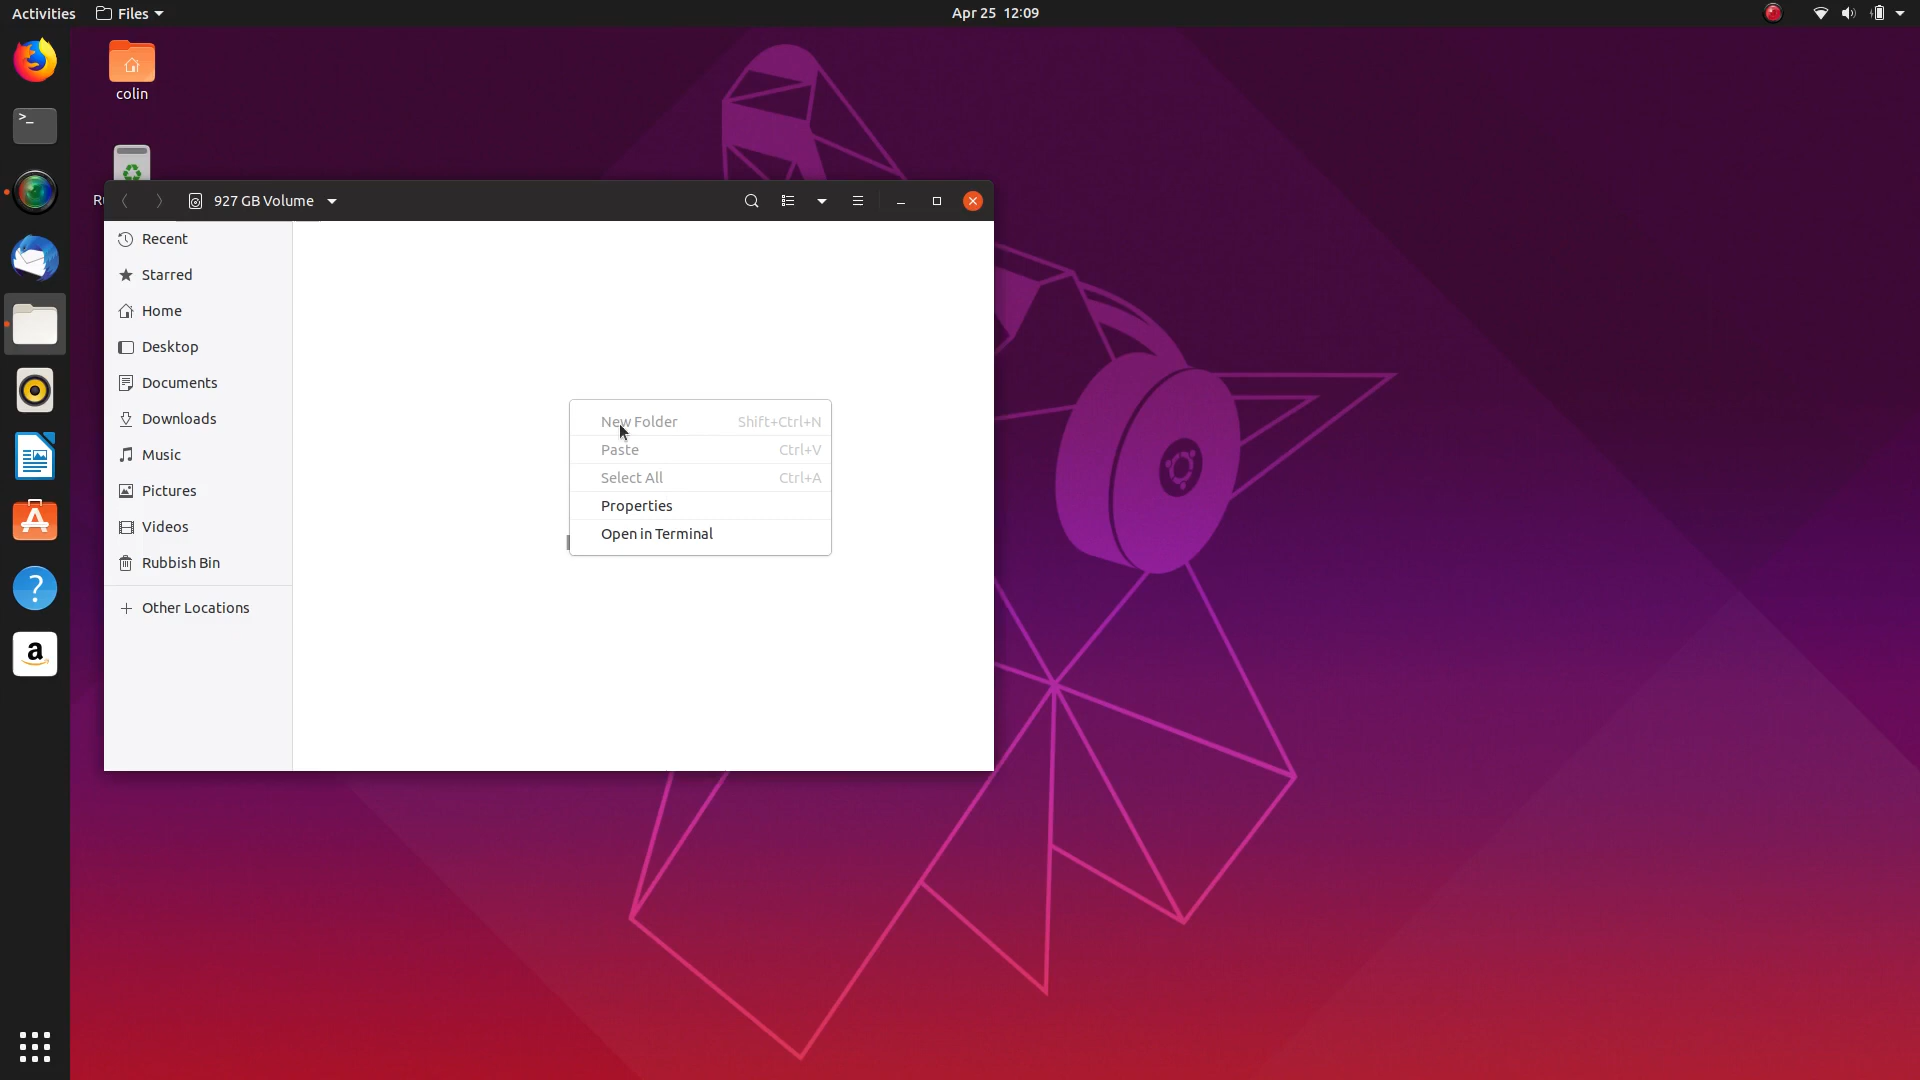 Activities Files Apr 25 12:09
colin
927 GB Volume
Recent
Starred
Home
Desktop
Documents
Downloads
Music
Pictures
Videos
Rubbish Bin
Other Locations
New Folder Shift+Ctrl+N
Paste Ctrl+V
Select All Ctrl+A
Properties
Open in Terminal
>_
?
a